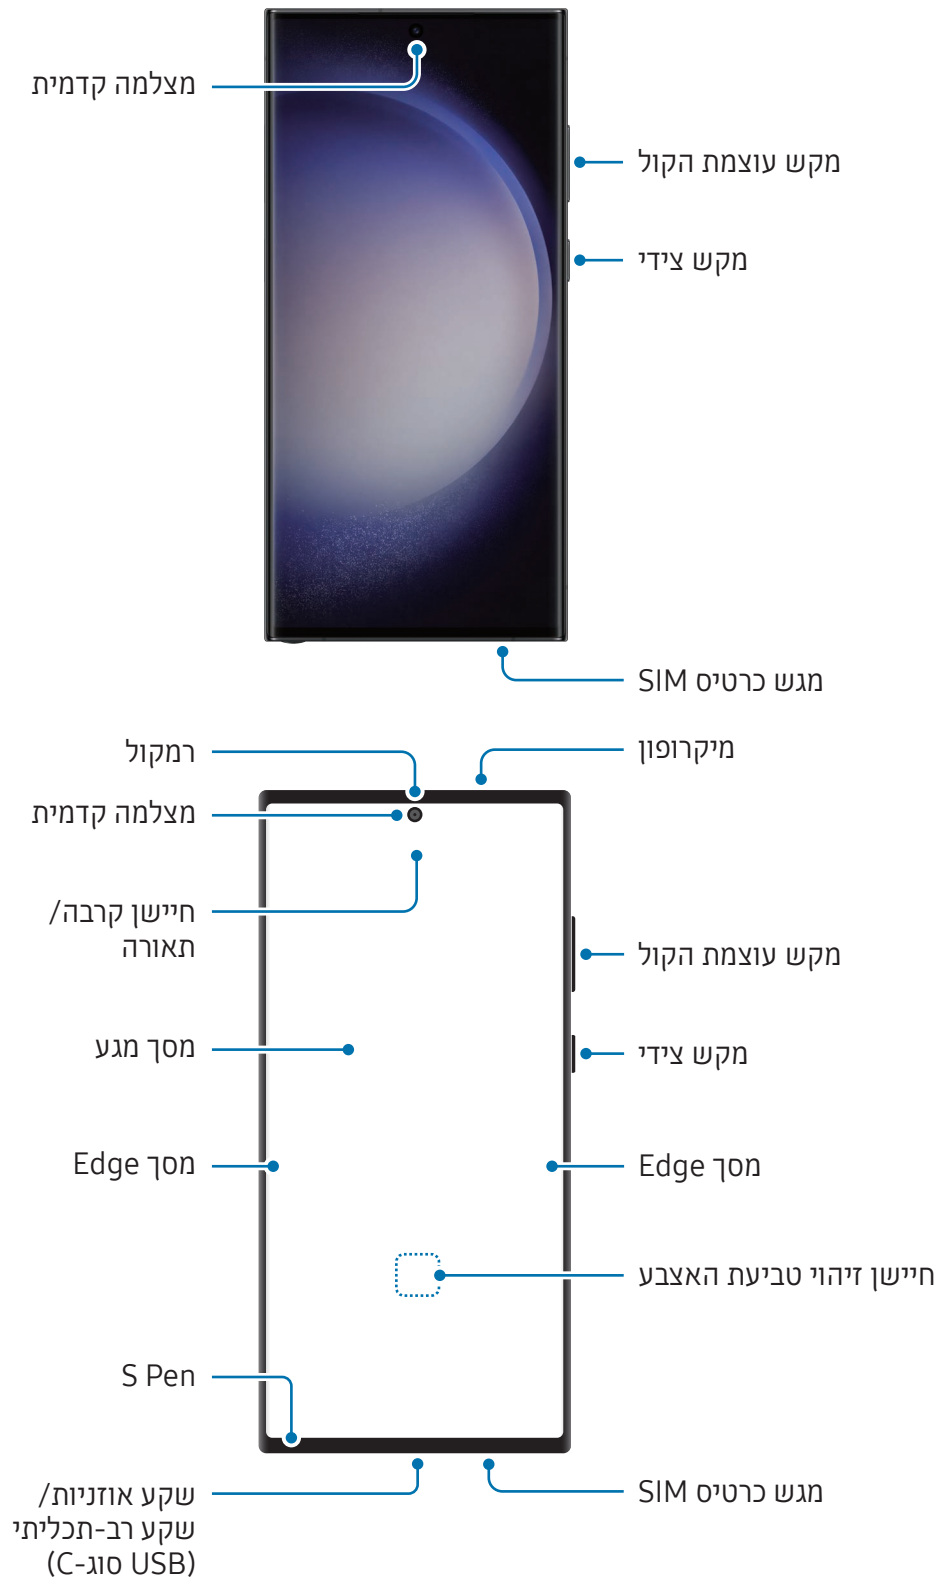 מצלמה קדמית
מקש עוצמת הקול
מקש צידי
מגש כרטיס SIM
מיקרופון
רמקול
מצלמה קדמית
חיישן קרבה/
תאורה
מקש עוצמת הקול
מקש צידי
מסך מגע
מסך Edge
מסך Edge
חיישן זיהוי טביעת האצבע
S Pen
מגש כרטיס SIM
שקע אוזניות/
שקע רב-תכליתי
(USB סוג-C)